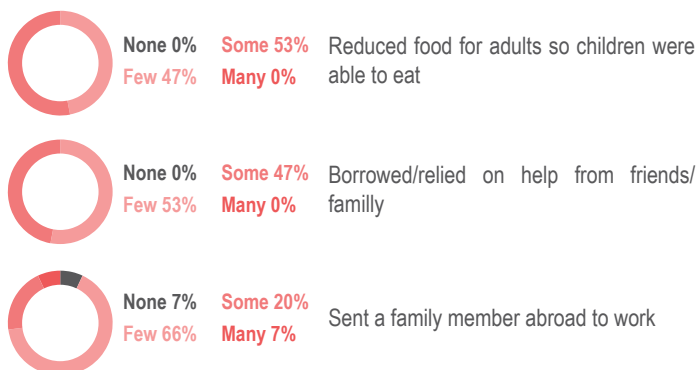 None 0% Some 53% Reduced food for adults so children were
Few 47% Many 0% able to eat
None 0% Some 47% Borrowed/relied on help from friends/
Few 53% Many 0% familly
None 7% Some 20%
Few 66% Many 7%
Sent a family member abroad to work